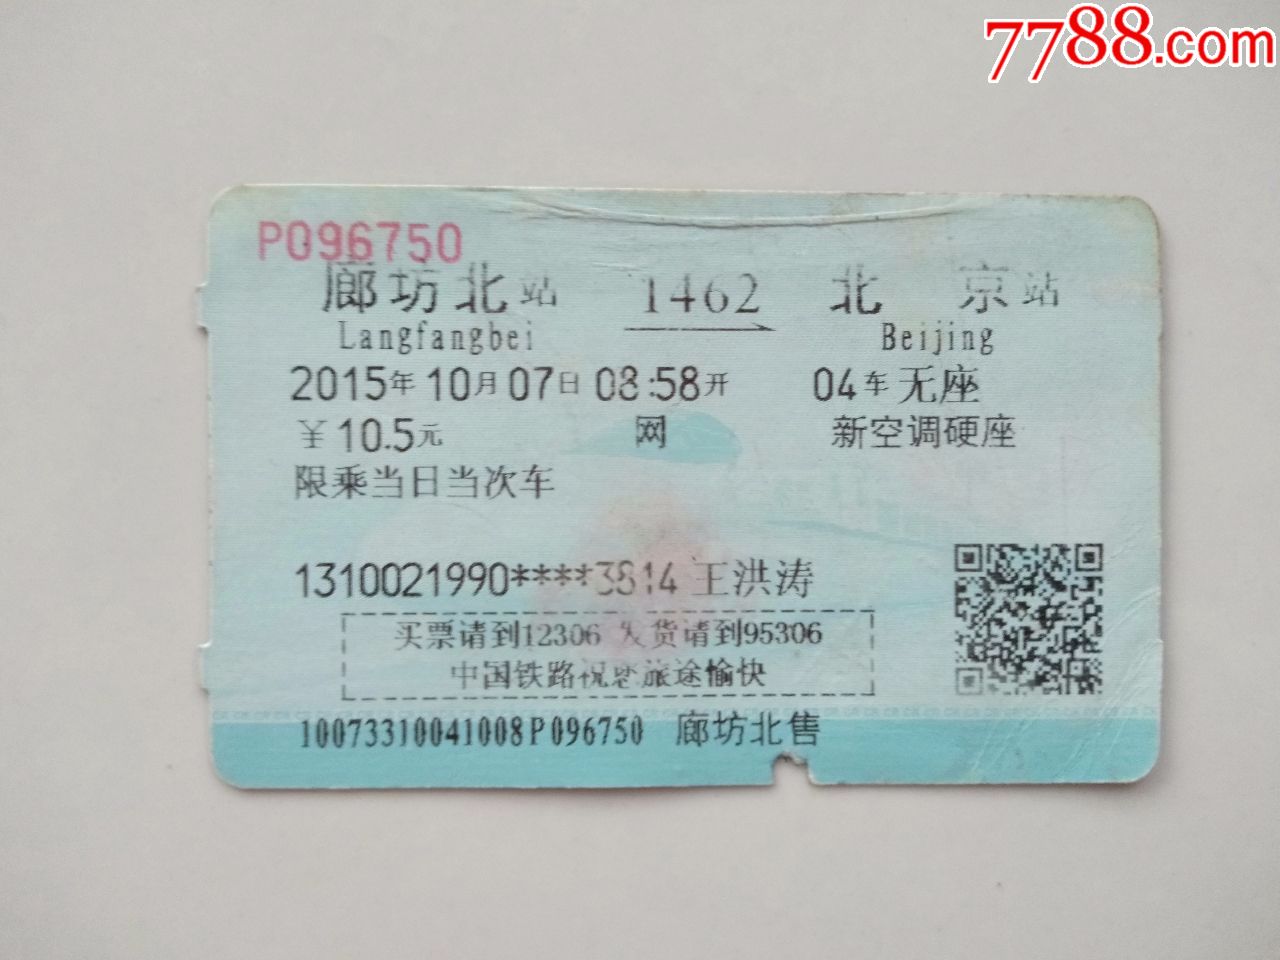 7788.com
P096750
廊坊北站 1462 北京站
Langfangbei Beijing
2015年10月07日08:58开 04车无座
¥10.5元 网 新空调硬座
限乘当日当次车
1310021990****3814王洪涛
买票请到12306 发货请到95306
中国铁路祝您旅途愉快
10073310041008P096750 廊坊北售